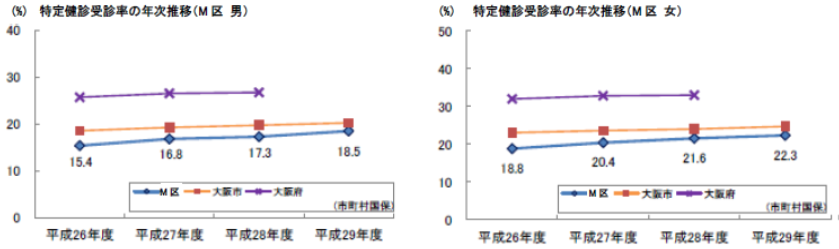 (%) 特定健診受診率の年次推移(M区 男)
40
30
20
10
0
15.4 16.8 17.3 18.5
M区 大阪市 大阪府
(市町村国保)
平成26年度 平成27年度 平成28年度 平成29年度
(%) 特定健診受診率の年次推移(M区 女)
50
40
30
20
10
0
18.8 20.4 21.6 22.3
M区 大阪市 大阪府
(市町村国保)
平成26年度 平成27年度 平成28年度 平成29年度